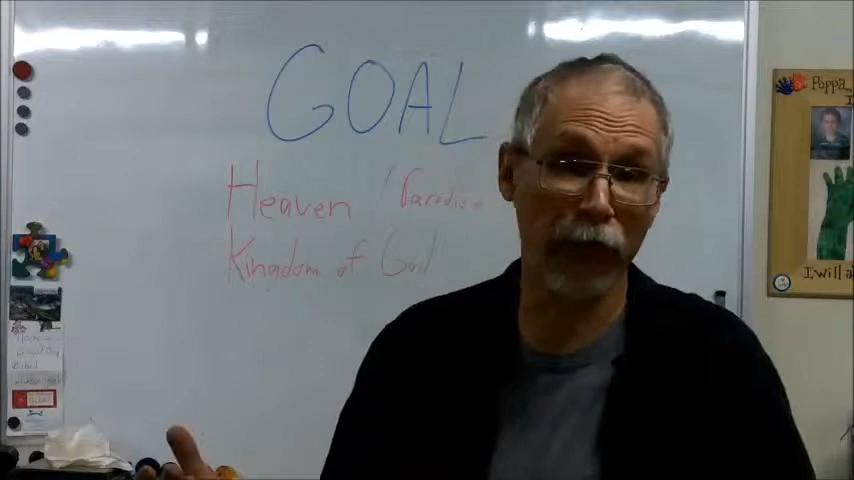 GOAL
Heaven / Paradise
Kingdom of God
Poppa
I
I will a